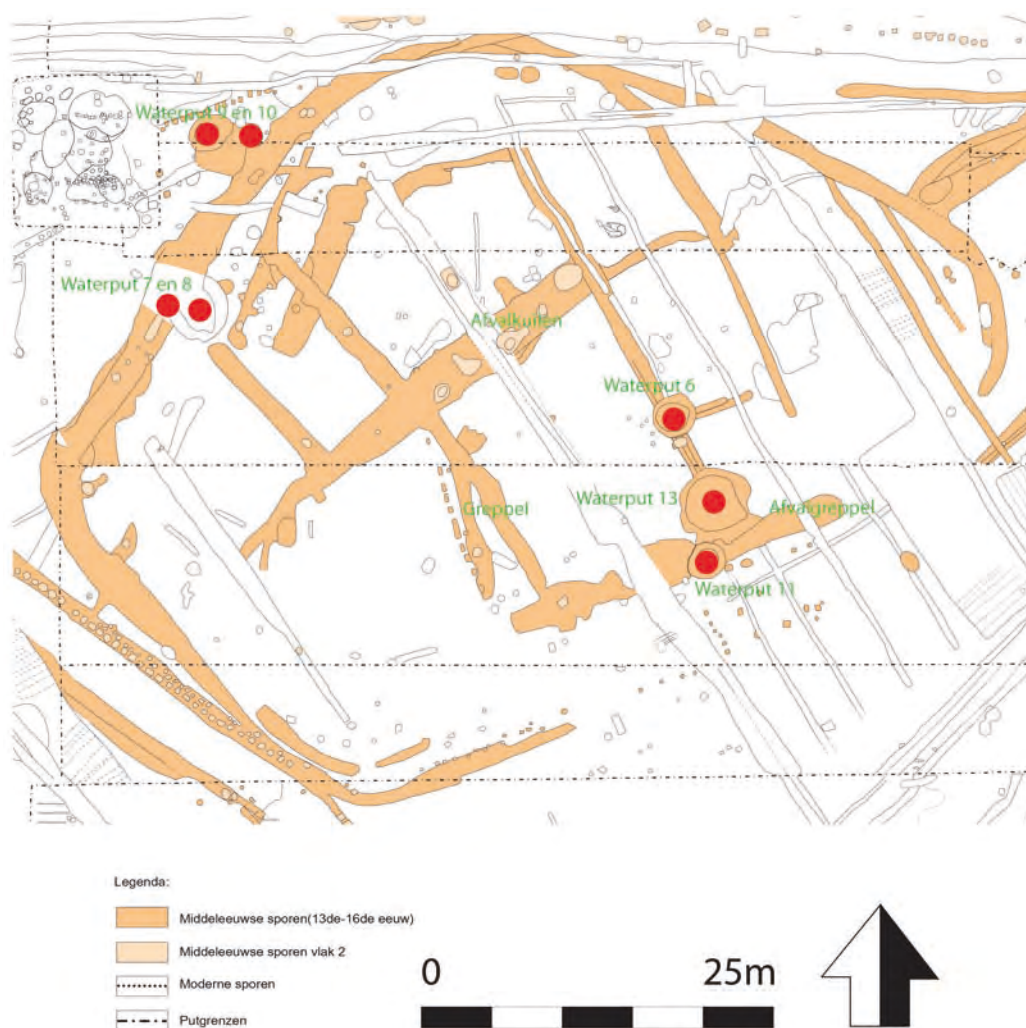 Waterput 9 en 10
Waterput 7 en 8
Afvalkuilen
Waterput 6
Waterput 13
Afvalgreppel
Greppel
Waterput 11
Legenda:
Middeleeuwse sporen(13de-16de eeuw)
Middeleeuwse sporen vlak 2
Moderne sporen
Putgrenzen
0 25m